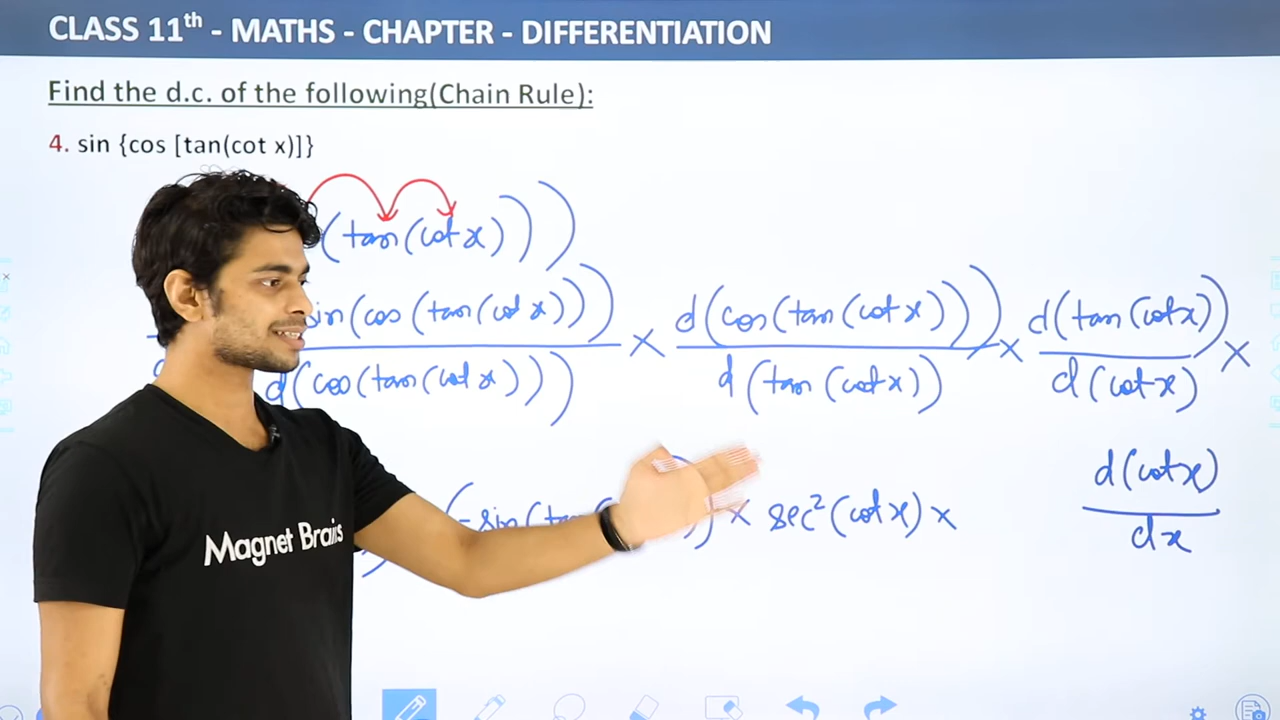 CLASS 11th - MATHS - CHAPTER - DIFFERENTIATION
Find the d.c. of the following(Chain Rule):
4. sin {cos [tan(cot x)]}
(tan(cot x)))
sin(cos(tan(cot x))) × d(cos(tan(cot x))) × d(tan(cot x)) ×
d(cos(tan(cot x))) d(tan(cot x)) d(cot x)
d(cot x)
(-sin(tan × sec²(cot x) ×
dx
Magnet Brains